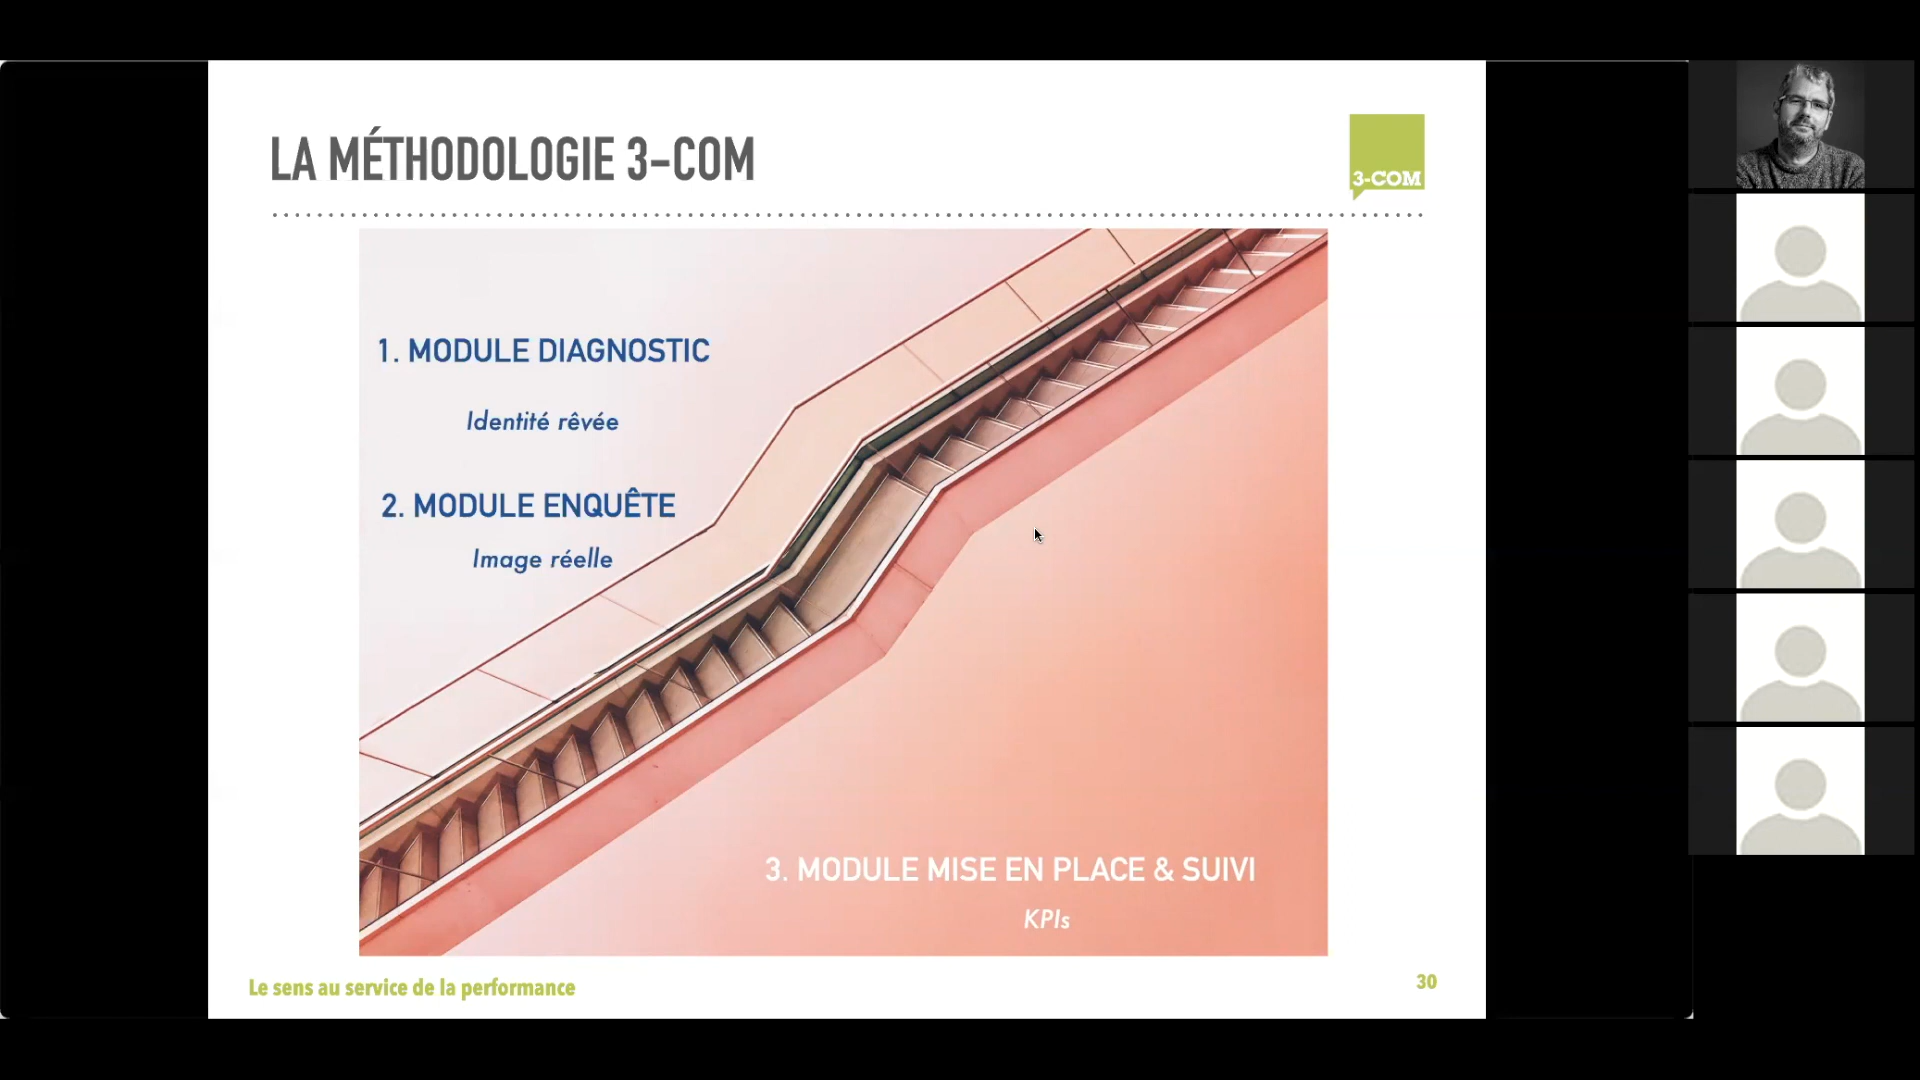 LA MÉTHODOLOGIE 3-COM
3-COM
1. MODULE DIAGNOSTIC
Identité rêvée
2. MODULE ENQUÊTE
Image réelle
3. MODULE MISE EN PLACE & SUIVI
KPIs
Le sens au service de la performance
30